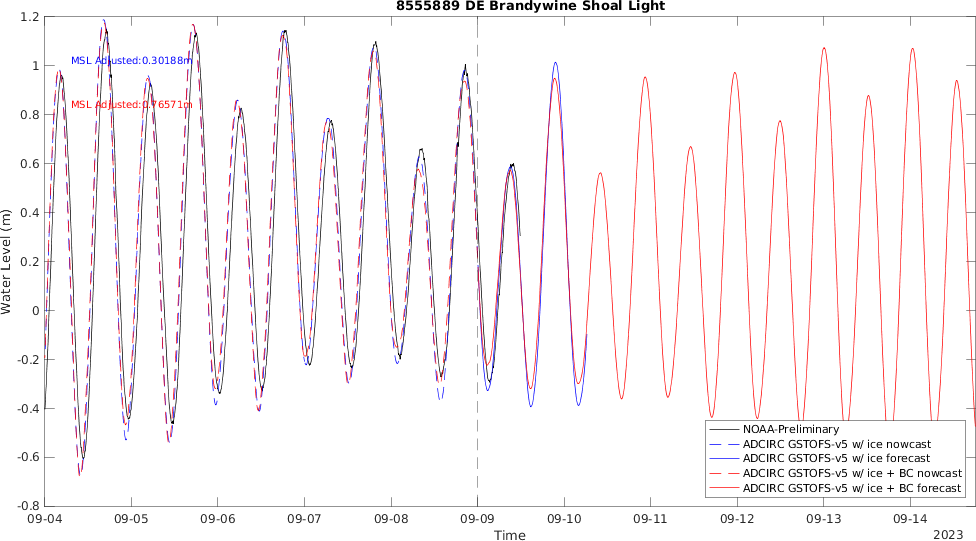 8555889 DE Brandywine Shoal Light
1.2
1
0.8
0.6
0.4
0.2
0
-0.2
-0.4
-0.6
-0.8
Water Level (m)
MSL Adjusted:0.30188m
MSL Adjusted:0.76571m
NOAA-Preliminary
ADCIRC GSTOFS-v5 w/ ice nowcast
ADCIRC GSTOFS-v5 w/ ice forecast
ADCIRC GSTOFS-v5 w/ ice + BC nowcast
ADCIRC GSTOFS-v5 w/ ice + BC forecast
09-04 09-05 09-06 09-07 09-08 09-09 09-10 09-11 09-12 09-13 09-14
Time
2023